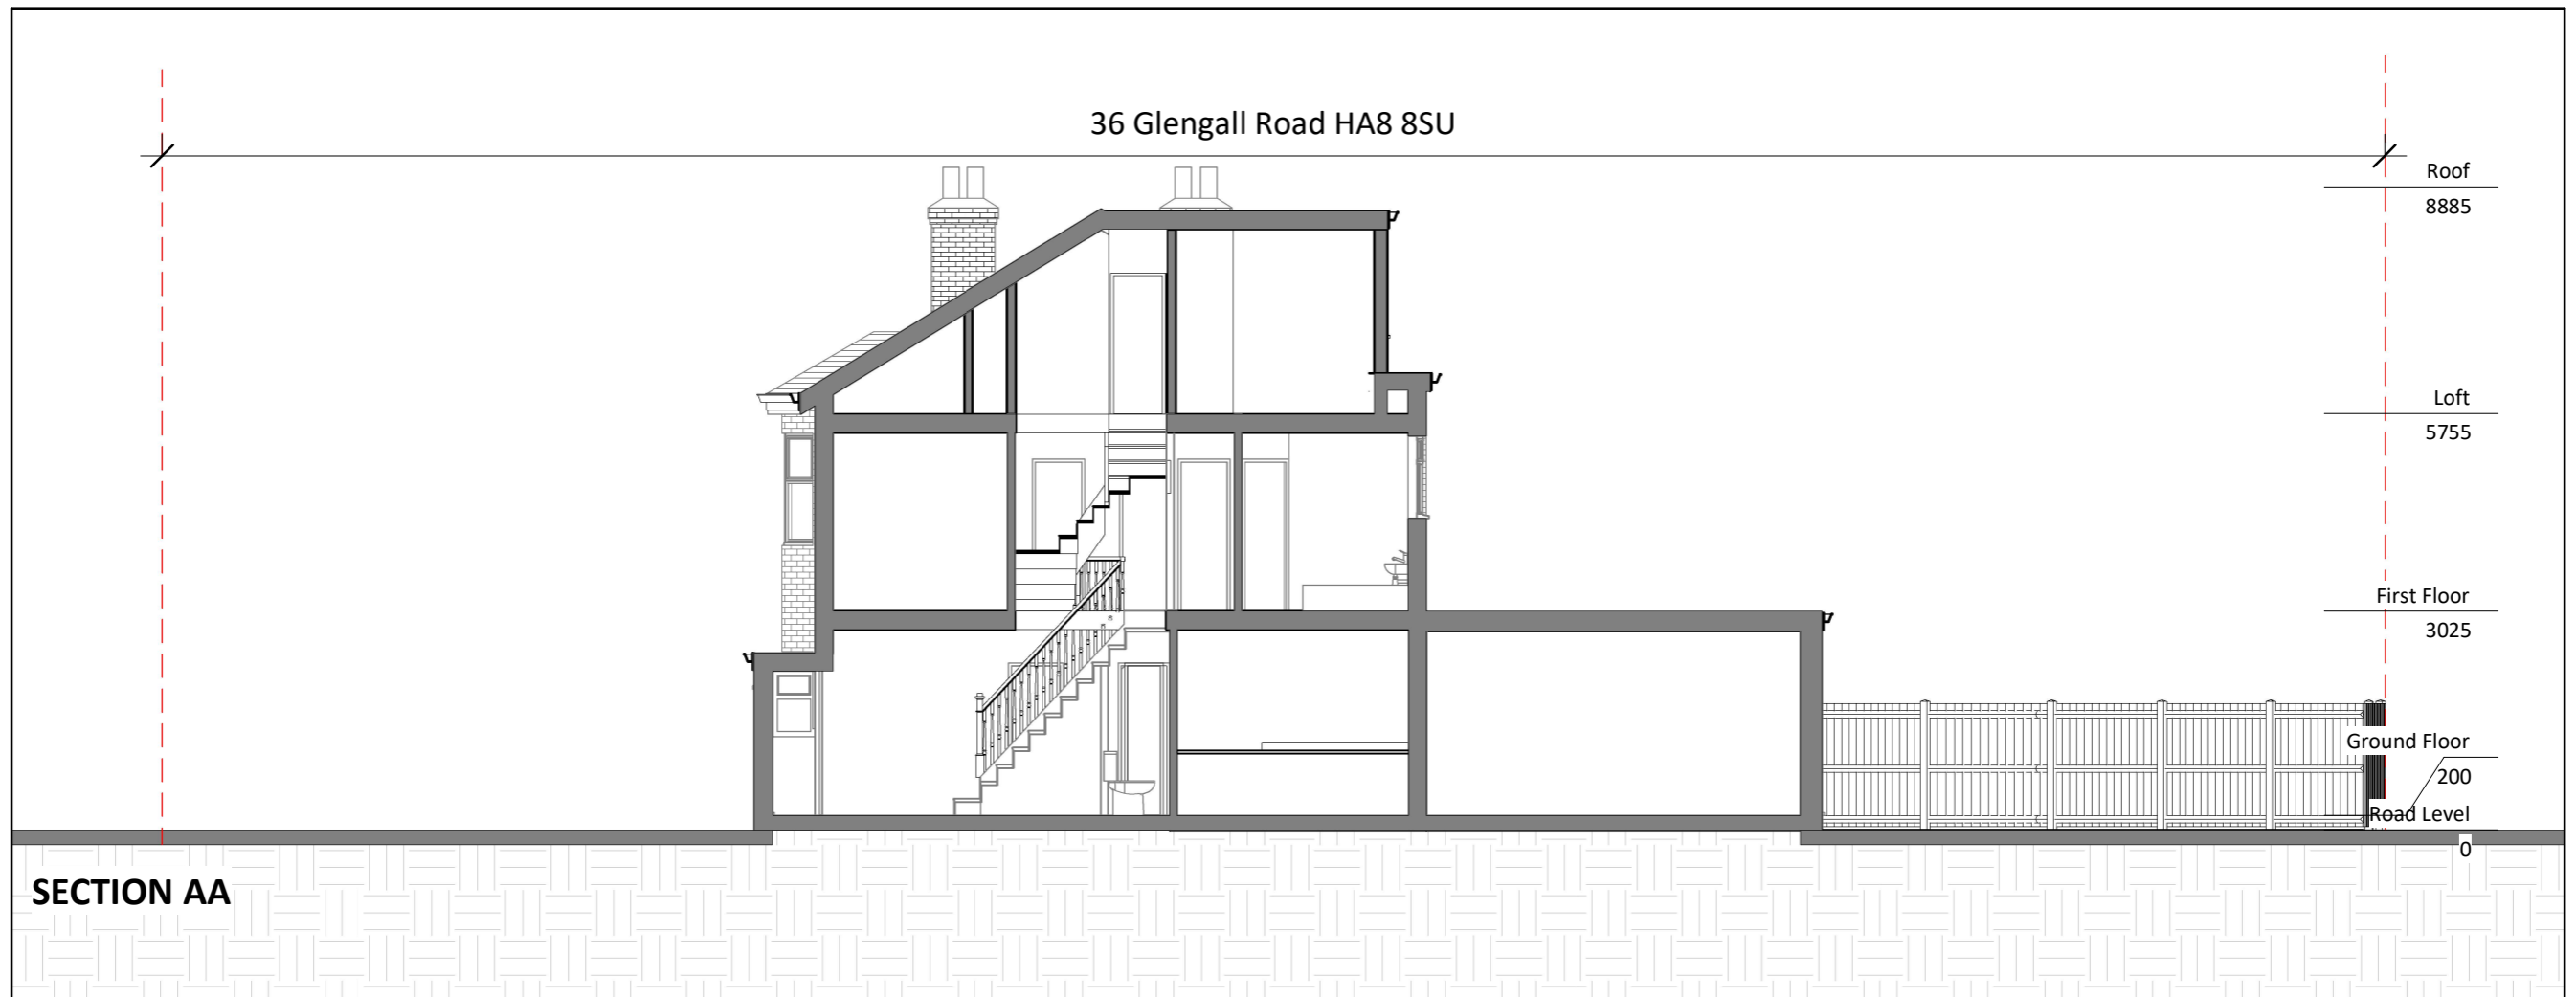 36 Glengall Road HA8 8SU
Roof
8885
Loft
5755
First Floor
3025
Ground Floor
200
Road Level
0
SECTION AA